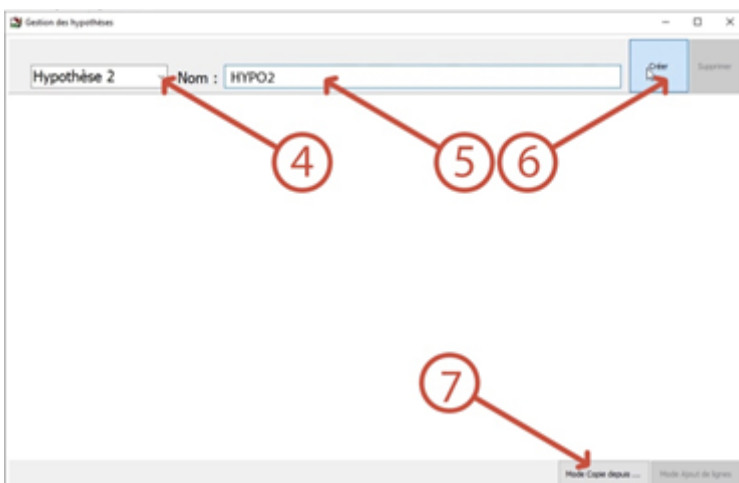 Gestion des hypothèses
Hypothèse 2 Nom : HYPO2 Créer Supprimer
4 5 6
7
Mode Copie depuis ... Mode Ajout de lignes